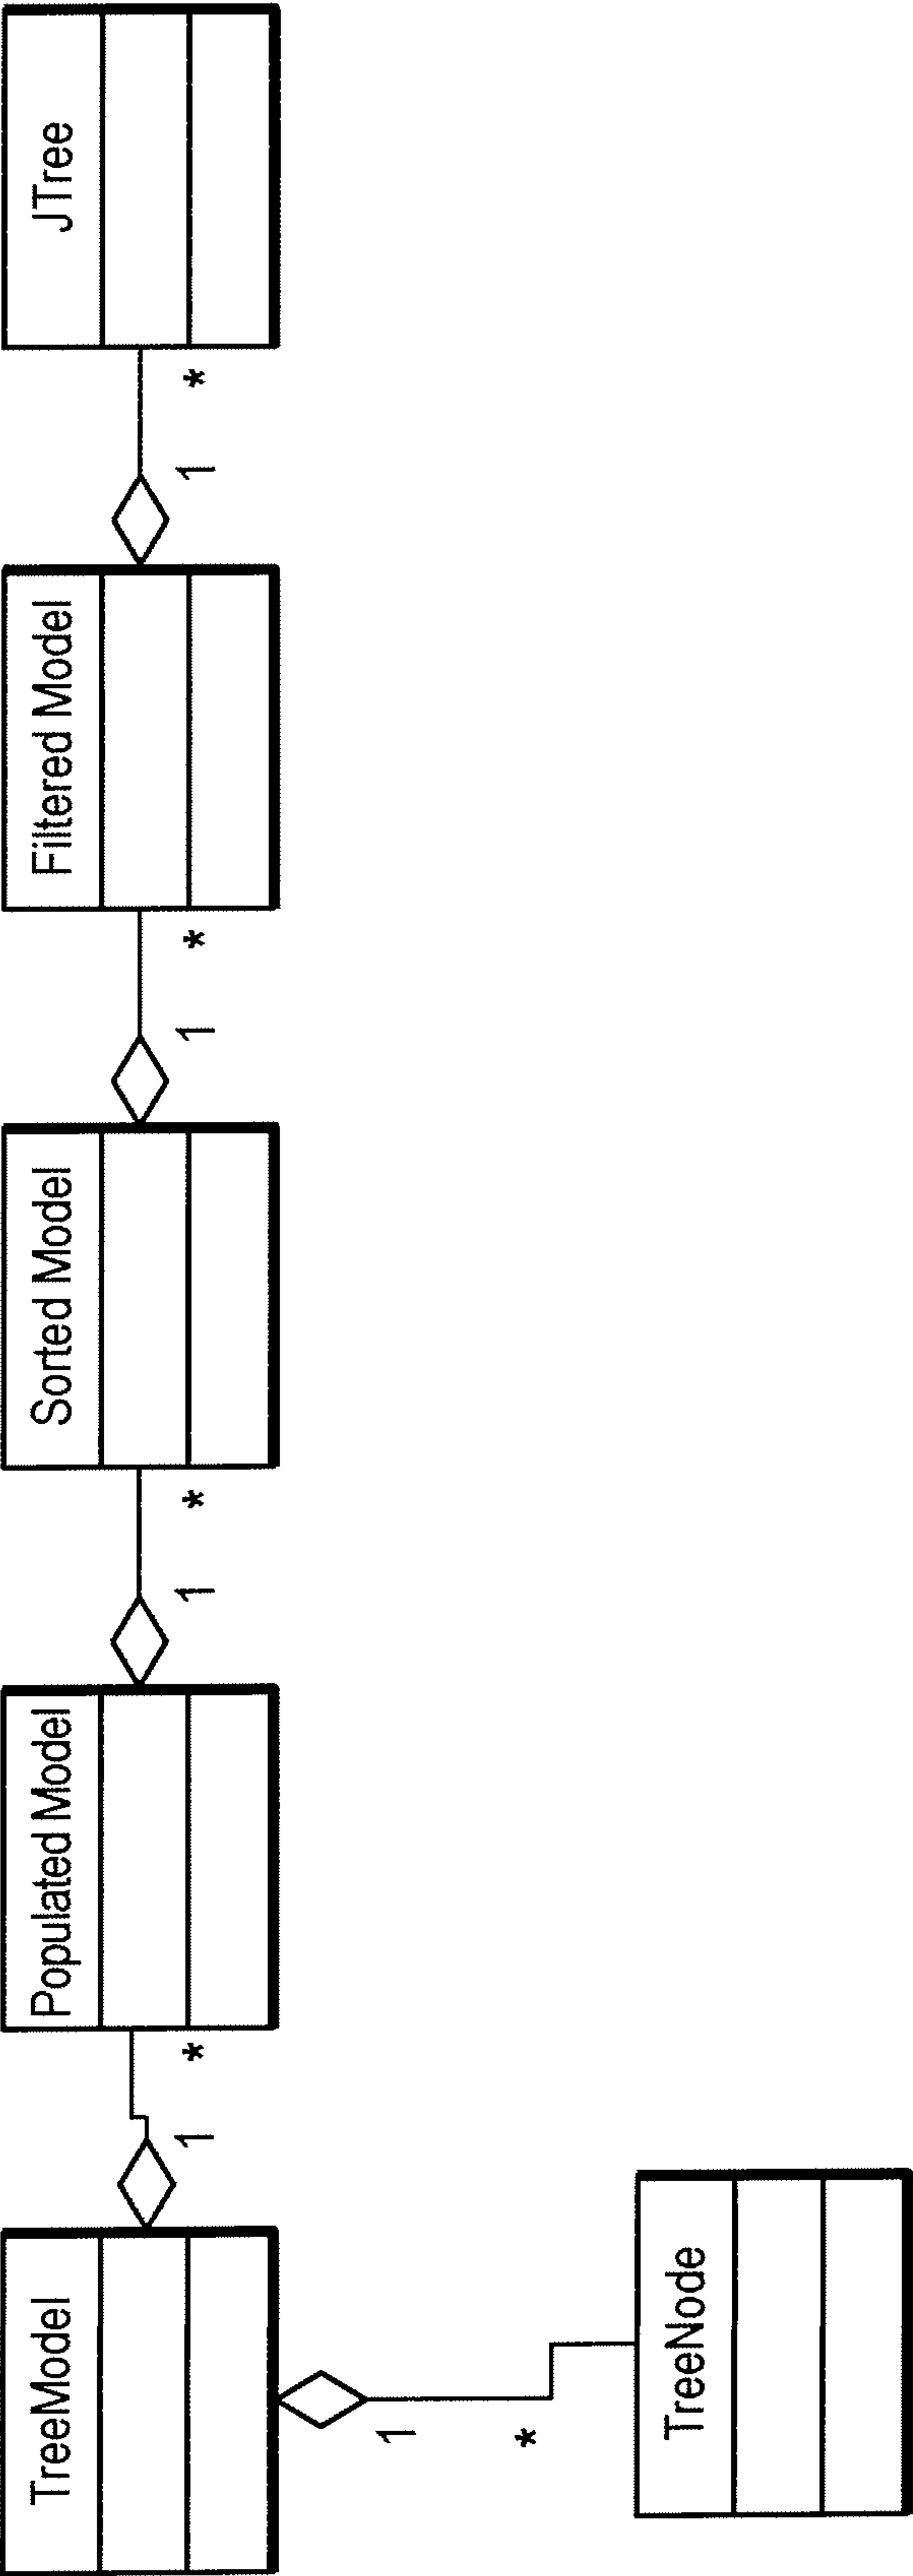 TreeModel
1
*
Populated Model
1
*
Sorted Model
1
*
Filtered Model
1
*
JTree
1
*
TreeNode